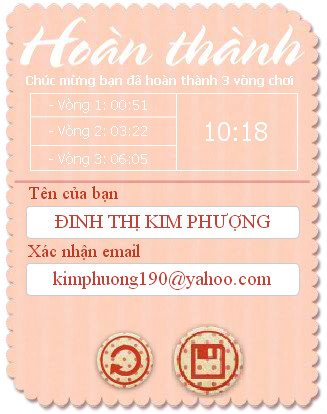 Hoàn thành
Chúc mừng bạn đã hoàn thành 3 vòng chơi
- Vòng 1: 00:51
- Vòng 2: 03:22
- Vòng 3: 06:05
10:18
Tên của bạn
ĐINH THỊ KIM PHƯỢNG
Xác nhận email
kimphuong190@yahoo.com